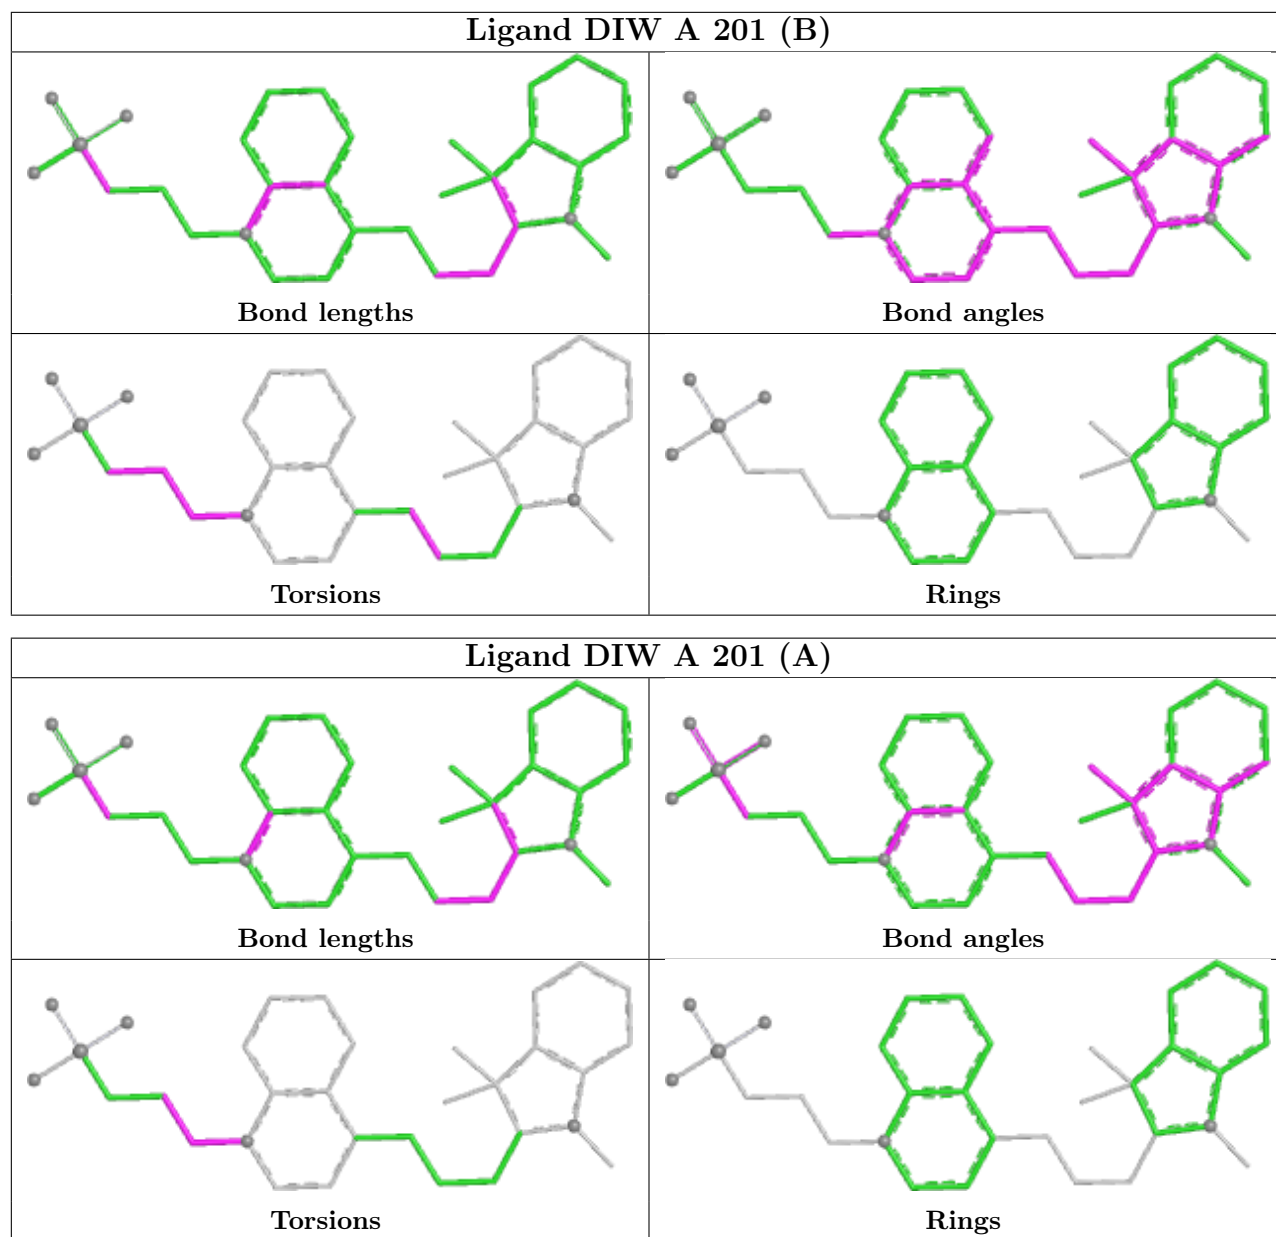 Ligand DIW A 201 (B)
Bond lengths
Bond angles
Torsions
Rings
Ligand DIW A 201 (A)
Bond lengths
Bond angles
Torsions
Rings